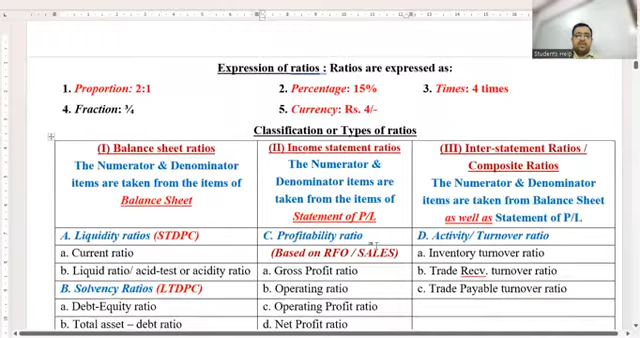 Students Help
Expression of ratios : Ratios are expressed as:
1. Proportion: 2:1
2. Percentage: 15%
3. Times: 4 times
4. Fraction: ¾
5. Currency: Rs. 4/-
Classification or Types of ratios
(I) Balance sheet ratios
The Numerator & Denominator
items are taken from the items of
Balance Sheet
(II) Income statement ratios
The Numerator &
Denominator items are
taken from the items of
Statement of P/L
(III) Inter-statement Ratios /
Composite Ratios
The Numerator & Denominator
items are taken from Balance Sheet
as well as Statement of P/L
A. Liquidity ratios (STDPC)
C. Profitability ratio
D. Activity/ Turnover ratio
a. Current ratio
(Based on RFO / SALES)
a. Inventory turnover ratio
b. Liquid ratio/ acid-test or acidity ratio
a. Gross Profit ratio
b. Trade Recv. turnover ratio
B. Solvency Ratios (LTDPC)
b. Operating ratio
c. Trade Payable turnover ratio
a. Debt-Equity ratio
c. Operating Profit ratio
b. Total asset – debt ratio
d. Net Profit ratio